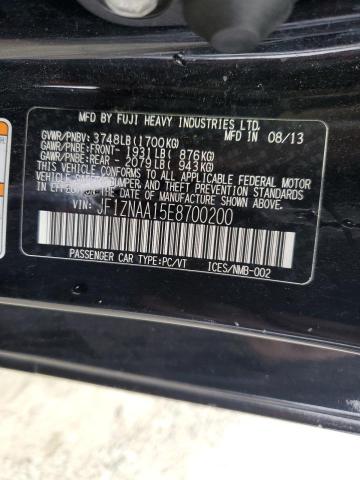 MFD BY FUJI HEAVY INDUSTRIES LTD. MFD IN 08/13
GVWR/PNBV: 3748LB(1700KG)
GAWR/PNBE:FRONT- 1931LB( 876KG)
GAWR/PNBE:REAR - 2079LB( 943KG)
THIS VEHICLE CONFORMS TO ALL APPLICABLE FEDERAL MOTOR
VEHICLE SAFETY, BUMPER, AND THEFT PREVENTION STANDARDS
IN EFFECT ON THE DATE OF MANUFACTURE SHOWN ABOVE.
VIN: JF1ZNAA15E8700200
PASSENGER CAR TYPE:PC/VT ICES/NMB-002